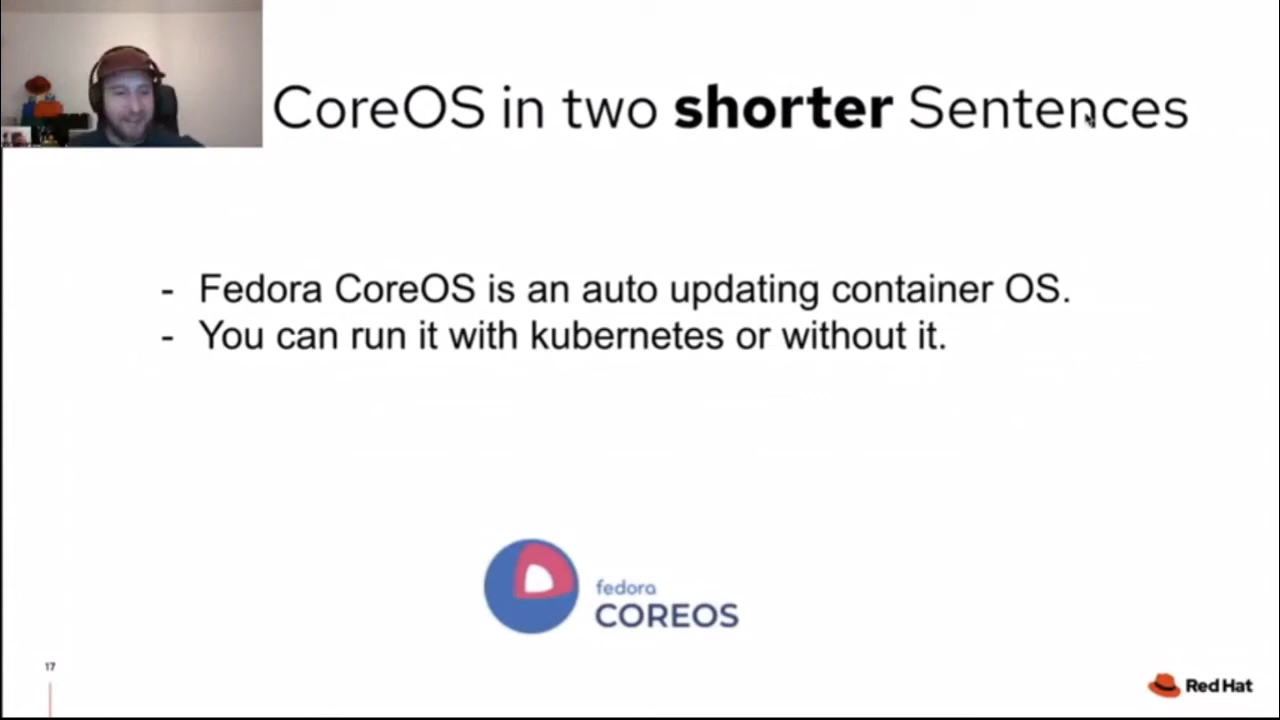 CoreOS in two shorter Sentences
- Fedora CoreOS is an auto updating container OS.
- You can run it with kubernetes or without it.
fedora
COREOS
17
Red Hat